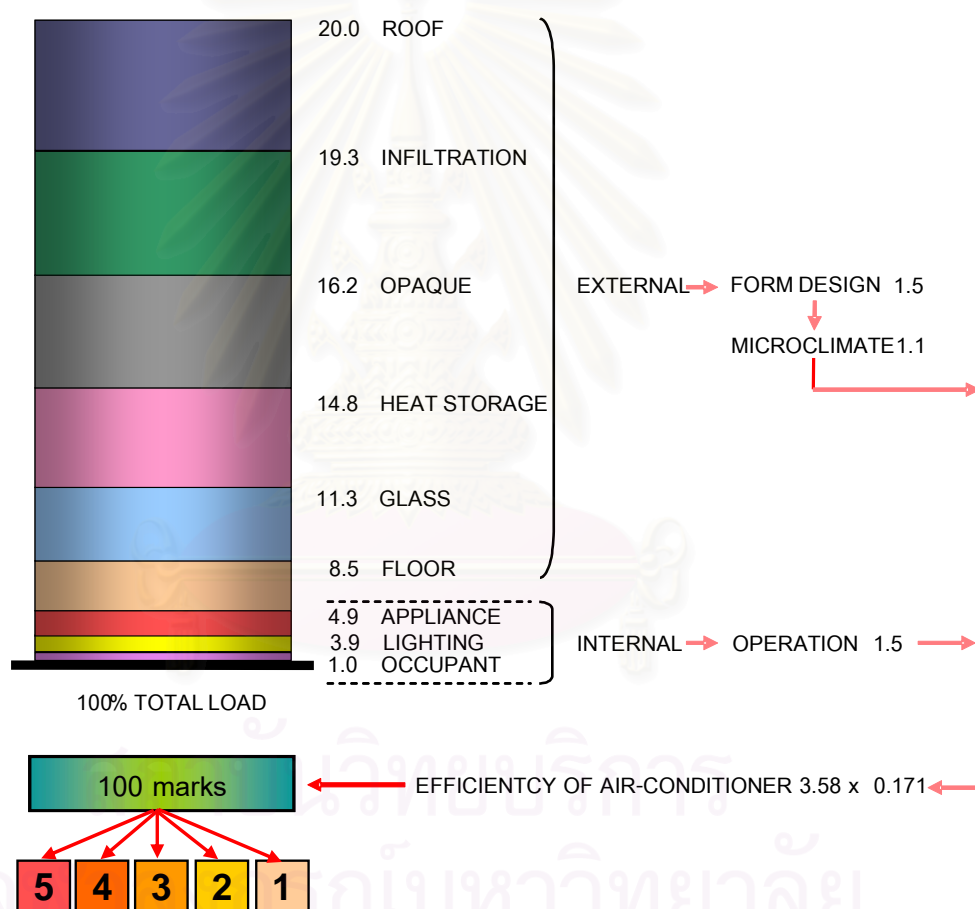 20.0 ROOF
19.3 INFILTRATION
16.2 OPAQUE
EXTERNAL
FORM DESIGN 1.5
MICROCLIMATE 1.1
14.8 HEAT STORAGE
11.3 GLASS
8.5 FLOOR
4.9 APPLIANCE
3.9 LIGHTING
1.0 OCCUPANT
INTERNAL
OPERATION 1.5
100% TOTAL LOAD
100 marks
EFFICIENTCY OF AIR-CONDITIONER 3.58 x 0.171
5 4 3 2 1